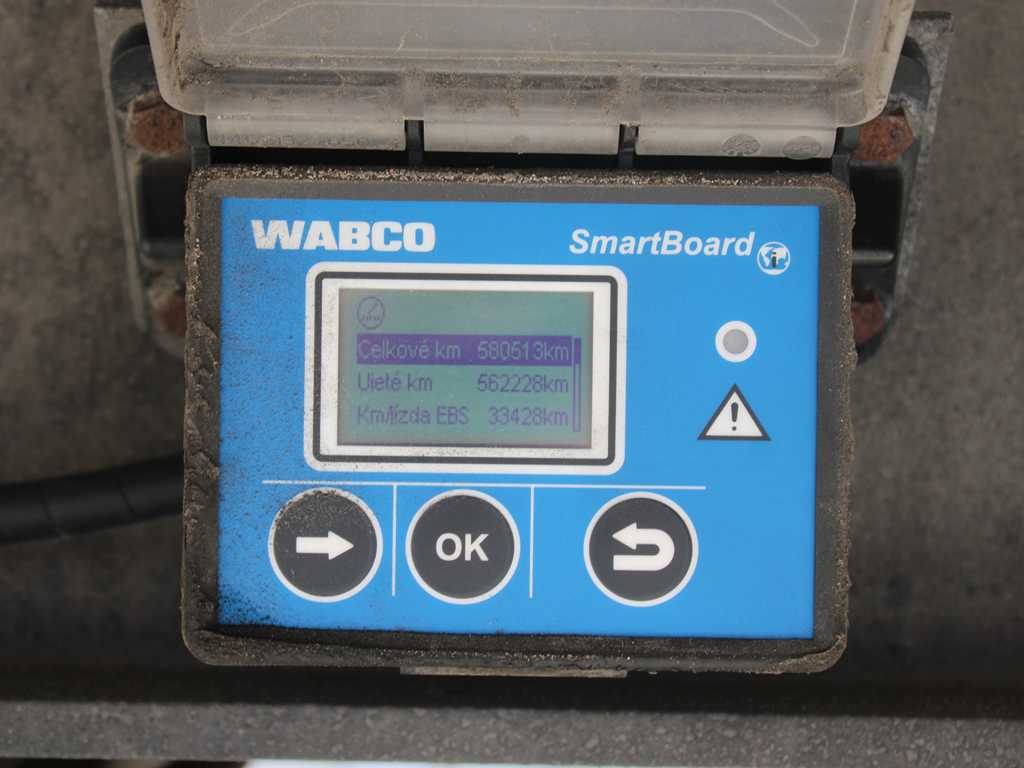 WABCO
SmartBoard
Celkové km 580513km
Ujeté km 562228km
Km/jízda EBS 33428km
OK